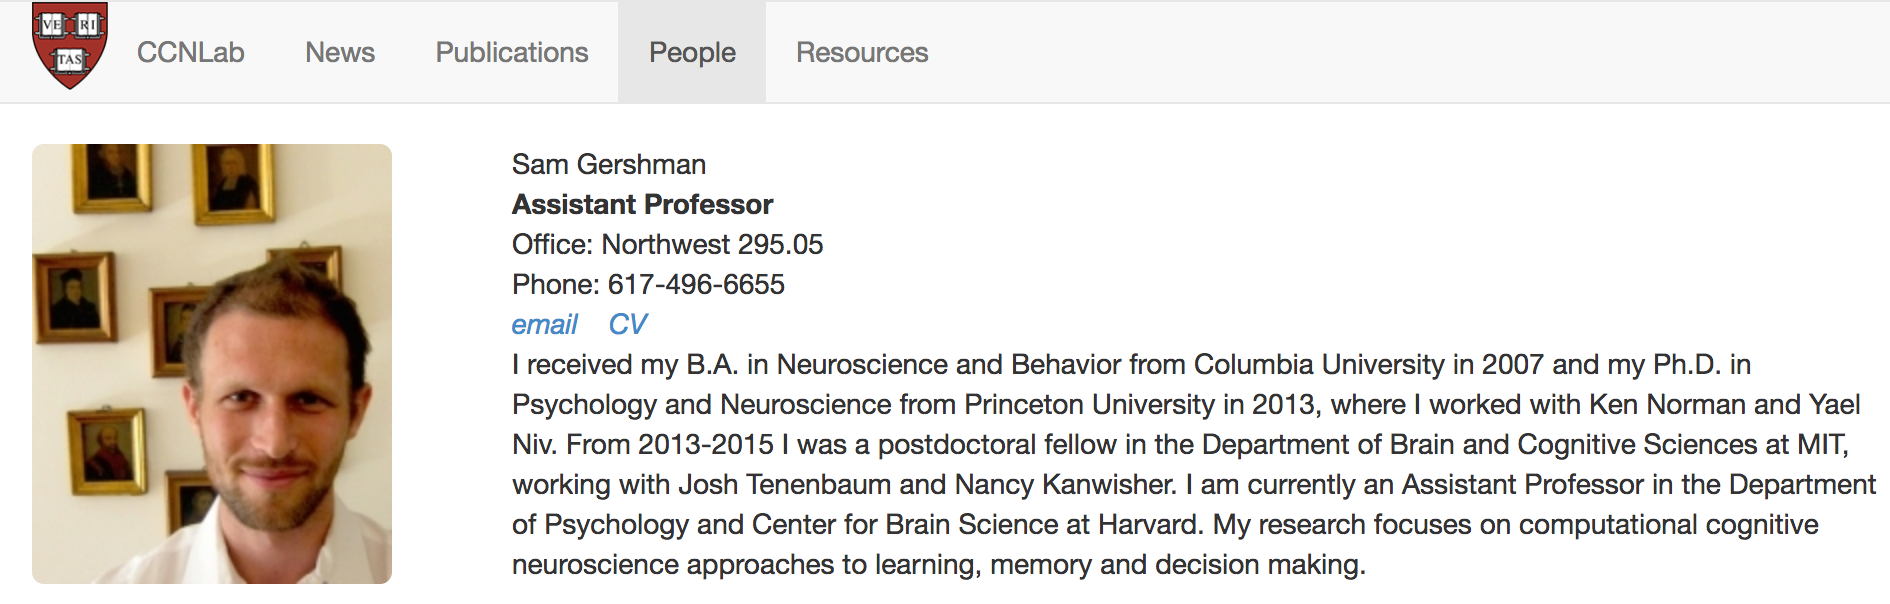 VE RI
TAS
CCNLab News Publications People Resources
Sam Gershman
Assistant Professor
Office: Northwest 295.05
Phone: 617-496-6655
email CV
I received my B.A. in Neuroscience and Behavior from Columbia University in 2007 and my Ph.D. in
Psychology and Neuroscience from Princeton University in 2013, where I worked with Ken Norman and Yael
Niv. From 2013-2015 I was a postdoctoral fellow in the Department of Brain and Cognitive Sciences at MIT,
working with Josh Tenenbaum and Nancy Kanwisher. I am currently an Assistant Professor in the Department
of Psychology and Center for Brain Science at Harvard. My research focuses on computational cognitive
neuroscience approaches to learning, memory and decision making.